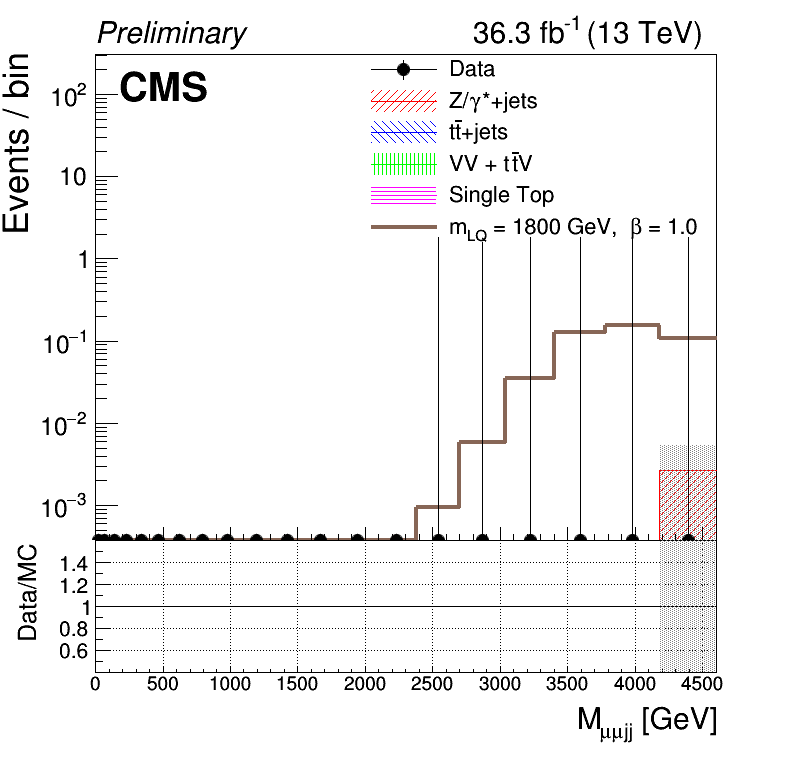 Preliminary 36.3 fb⁻¹ (13 TeV)
CMS
Events / bin
Data
Z/γ*+jets
tt̄+jets
VV + tt̄V
Single Top
m_LQ = 1800 GeV, β = 1.0
10²
10
1
10⁻¹
10⁻²
10⁻³
Data/MC
1.4
1.2
1
0.8
0.6
0 500 1000 1500 2000 2500 3000 3500 4000 4500
M_μμjj [GeV]